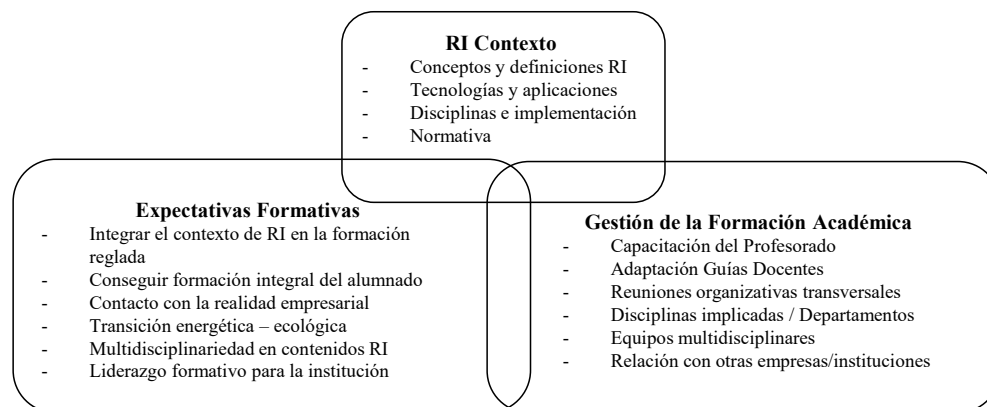 RI Contexto
- Conceptos y definiciones RI
- Tecnologías y aplicaciones
- Disciplinas e implementación
- Normativa
Expectativas Formativas
- Integrar el contexto de RI en la formación
reglada
- Conseguir formación integral del alumnado
- Contacto con la realidad empresarial
- Transición energética – ecológica
- Multidisciplinariedad en contenidos RI
- Liderazgo formativo para la institución
Gestión de la Formación Académica
- Capacitación del Profesorado
- Adaptación Guías Docentes
- Reuniones organizativas transversales
- Disciplinas implicadas / Departamentos
- Equipos multidisciplinares
- Relación con otras empresas/instituciones